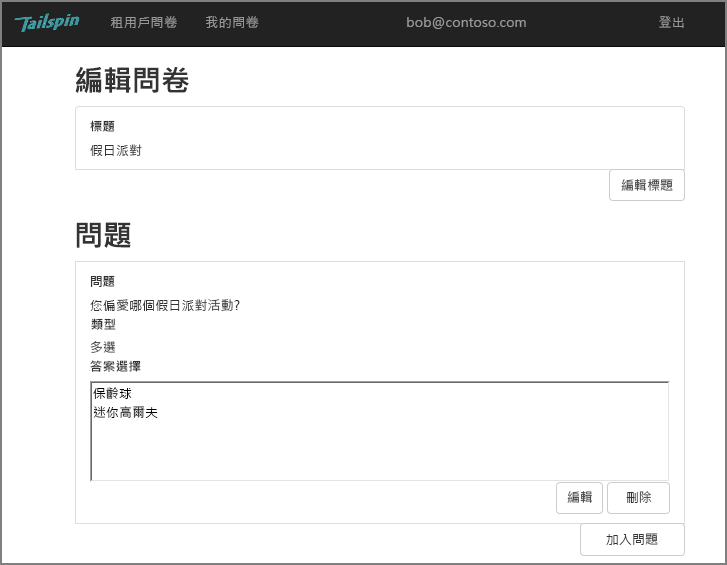 Tailspin 租用戶問卷 我的問卷 bob@contoso.com 登出
編輯問卷
標題
假日派對
編輯標題
問題
問題
您偏愛哪個假日派對活動?
類型
多選
答案選擇
保齡球
迷你高爾夫
編輯 刪除
加入問題